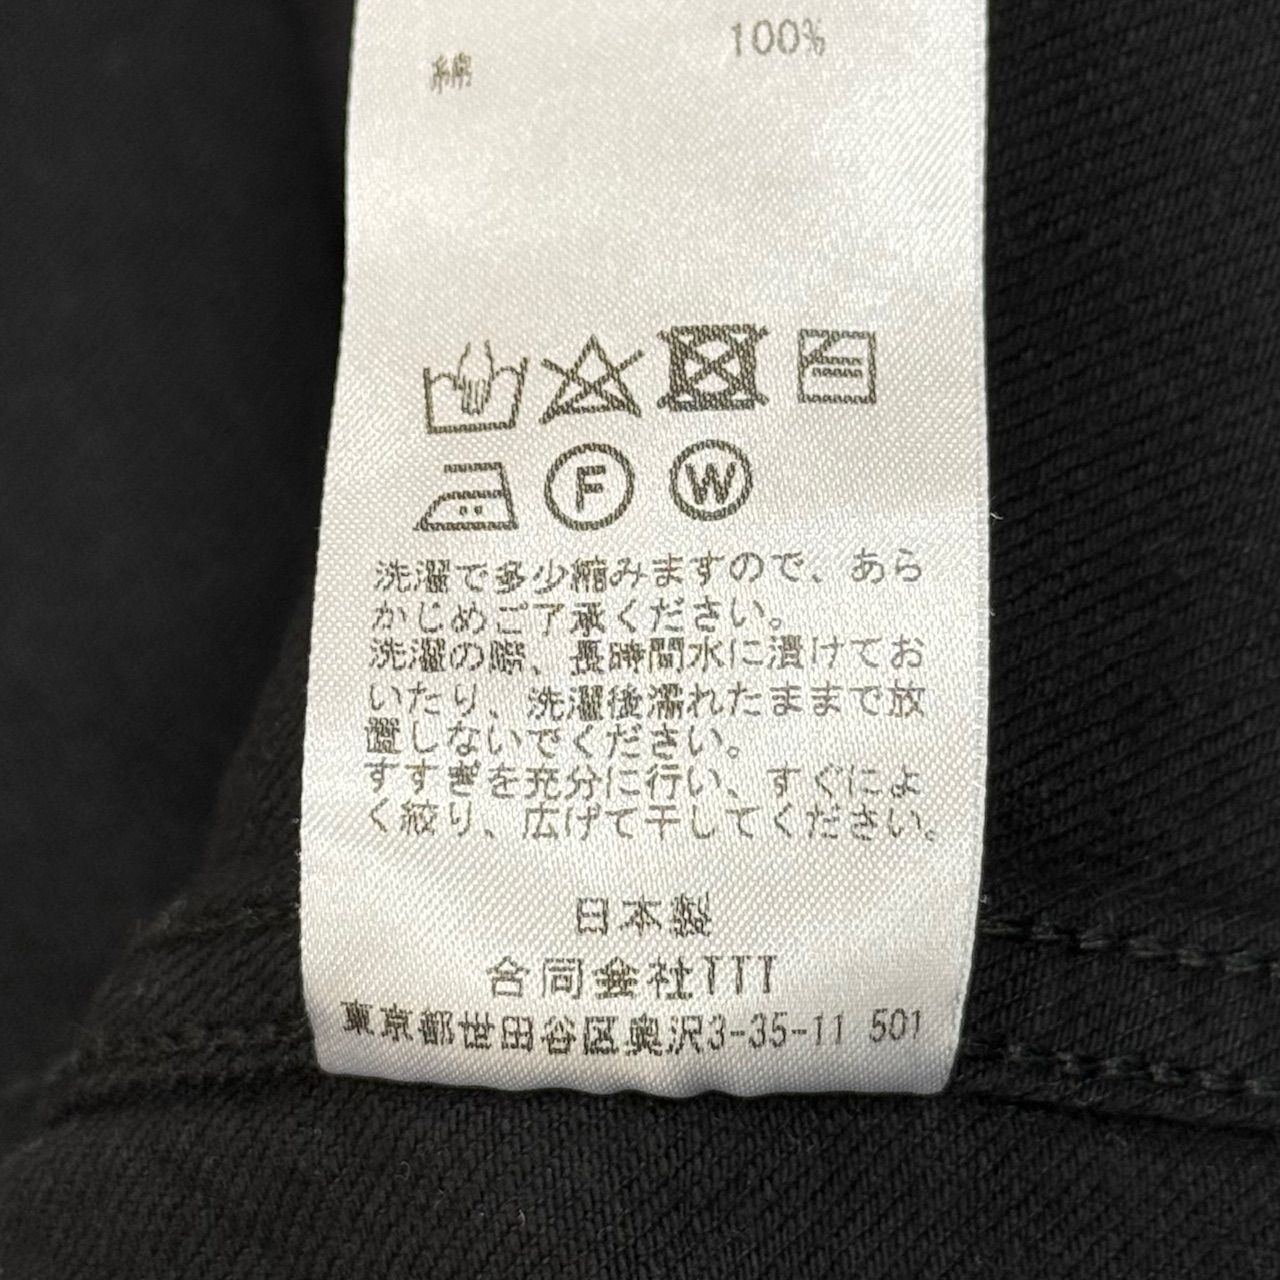 綿 100%
F W
洗濯で多少縮みますので、あら
かじめご了承ください。
洗濯の際、長時間水に漬けてお
いたり、洗濯後濡れたままで放
置しないでください。
すすぎを充分に行い、すぐによ
く絞り、広げて干してください。
日本製
合同会社TTT
東京都世田谷区奥沢3-35-11 501